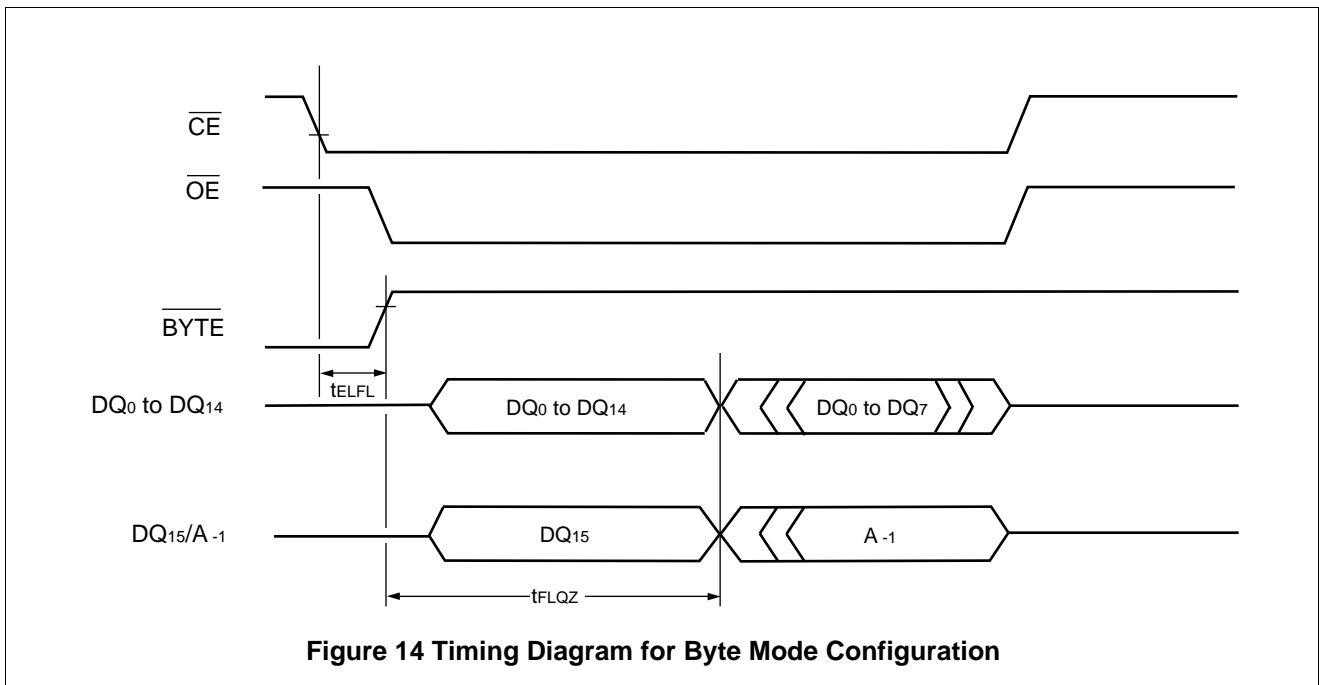 CE
OE
BYTE
tELFL
DQ0 to DQ14
DQ0 to DQ14
DQ0 to DQ7
DQ15/A -1
DQ15
A -1
tFLQZ
Figure 14 Timing Diagram for Byte Mode Configuration